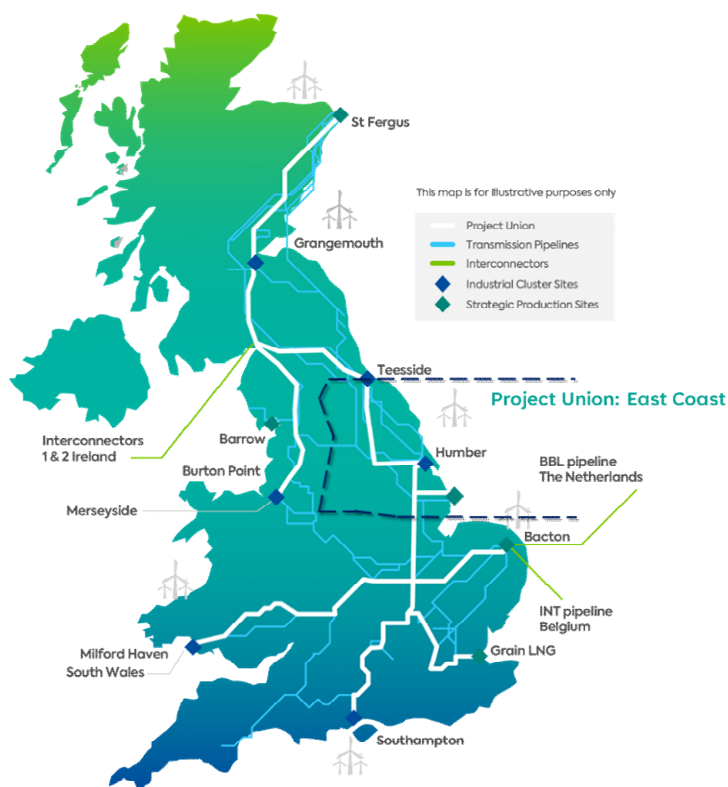 St Fergus
This map is for illustrative purposes only
Project Union
Transmission Pipelines
Interconnectors
Industrial Cluster Sites
Strategic Production Sites
Grangemouth
Teesside
Project Union: East Coast
Interconnectors
1 & 2 Ireland
Barrow
Burton Point
Merseyside
Humber
BBL pipeline
The Netherlands
Bacton
INT pipeline
Belgium
Milford Haven
South Wales
Grain LNG
Southampton